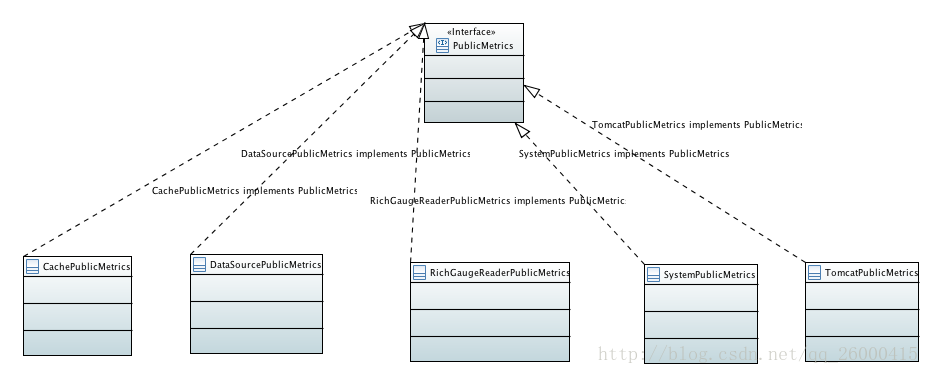 «Interface»
PublicMetrics
TomcatPublicMetrics implements PublicMetrics
DataSourcePublicMetrics implements PublicMetrics
SystemPublicMetrics implements PublicMetrics
CachePublicMetrics implements PublicMetrics
RichGaugeReaderPublicMetrics implements PublicMetric
CachePublicMetrics
DataSourcePublicMetrics
RichGaugeReaderPublicMetrics
SystemPublicMetrics
TomcatPublicMetrics
http://blog.csdn.net/qq_26000415